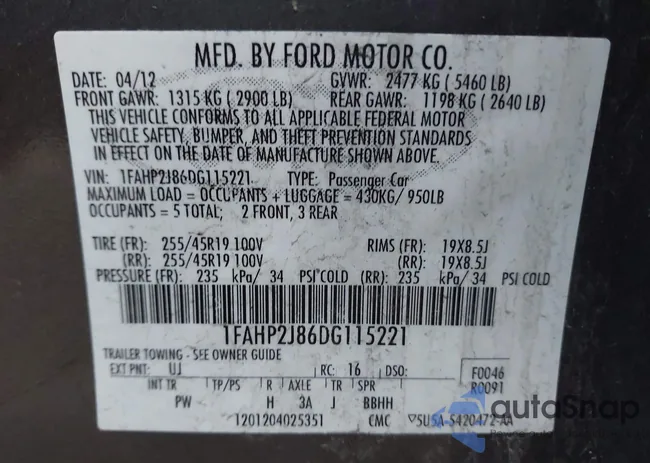 MFD. BY FORD MOTOR CO.
DATE: 04/12 GVWR: 2477 KG ( 5460 LB)
FRONT GAWR: 1315 KG ( 2900 LB) REAR GAWR: 1198 KG ( 2640 LB)
THIS VEHICLE CONFORMS TO ALL APPLICABLE FEDERAL MOTOR
VEHICLE SAFETY, BUMPER, AND THEFT PREVENTION STANDARDS
IN EFFECT ON THE DATE OF MANUFACTURE SHOWN ABOVE.
VIN: 1FAHP2J86DG115221 TYPE: Passenger Car
MAXIMUM LOAD = OCCUPANTS + LUGGAGE = 430KG/ 950LB
OCCUPANTS = 5 TOTAL; 2 FRONT, 3 REAR
TIRE (FR): 255/45R19 100V RIMS (FR): 19X8.5J
(RR): 255/45R19 100V (RR): 19X8.5J
PRESSURE (FR): 235 kPa/ 34 PSI COLD (RR): 235 kPa/ 34 PSI COLD
1FAHP2J86DG115221
TRAILER TOWING - SEE OWNER GUIDE
EXT PNT: UJ RC: 16 DSO: F0046
R0091
INT TR TP/PS R AXLE TR SPR
PW H 3A J BBHH
1201204025351 CMC 5U5A-5420472-AA
autoSnap